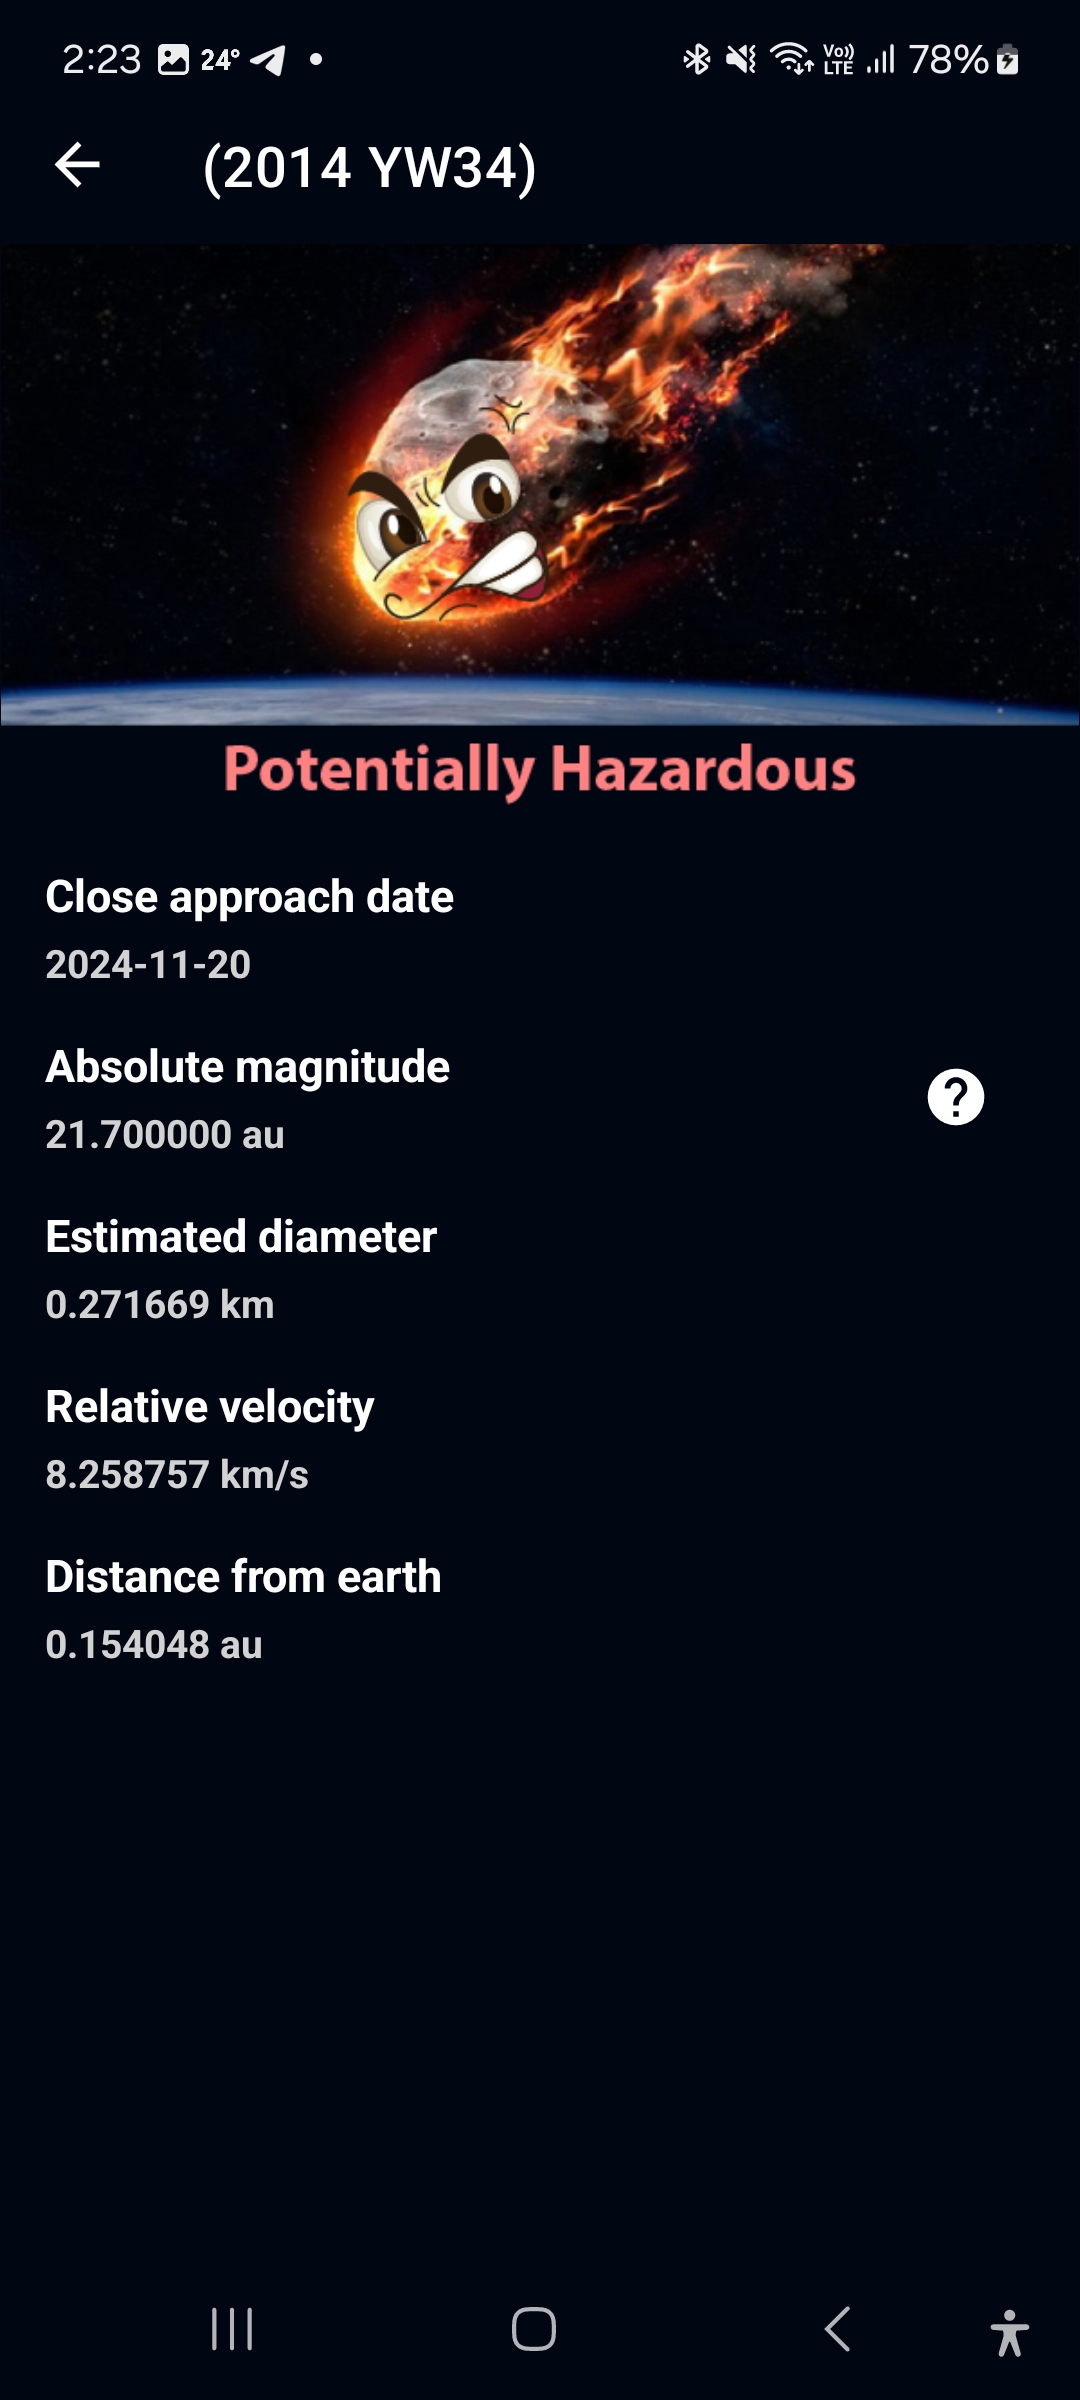 2:23 24° Vo)) LTE 78%
(2014 YW34)
Potentially Hazardous
Close approach date
2024-11-20
Absolute magnitude
21.700000 au
?
Estimated diameter
0.271669 km
Relative velocity
8.258757 km/s
Distance from earth
0.154048 au